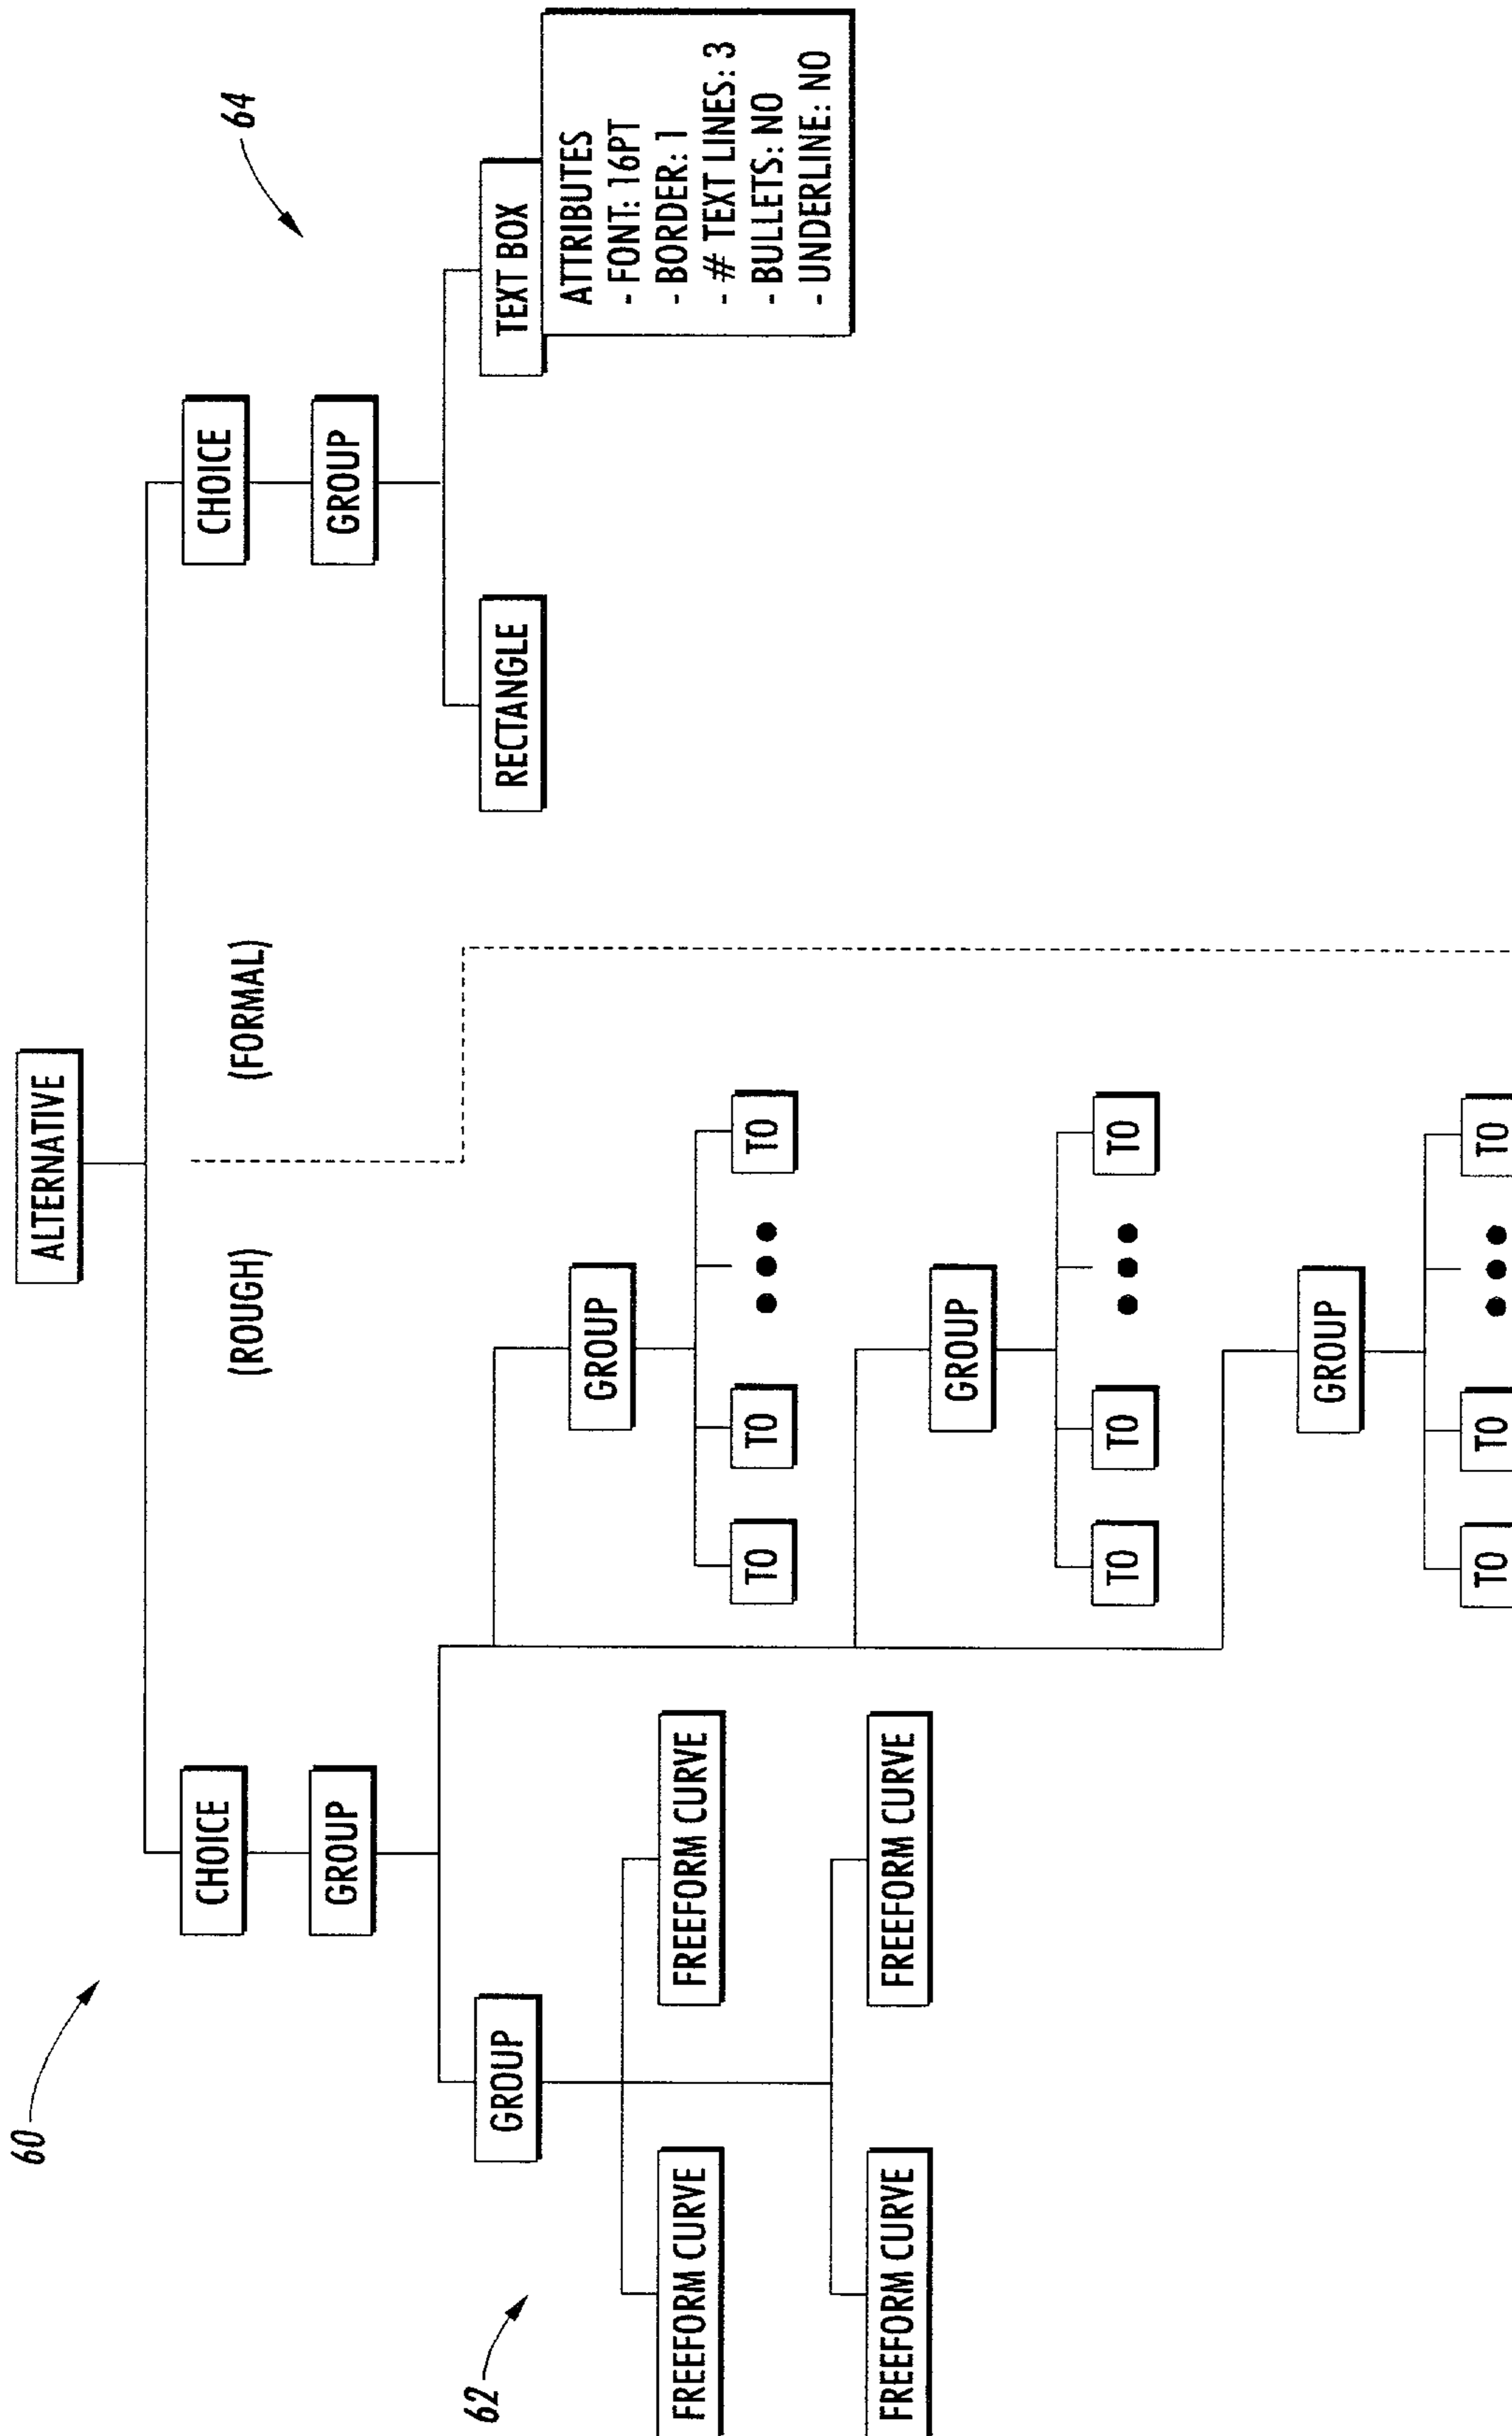 60
ALTERNATIVE
64
CHOICE
(ROUGH)
(FORMAL)
CHOICE
GROUP
GROUP
62
GROUP
RECTANGLE
TEXT BOX
ATTRIBUTES
- FONT: 16PT
- BORDER: 1
- # TEXT LINES: 3
- BULLETS: NO
- UNDERLINE: NO
GROUP
FREEFORM CURVE
FREEFORM CURVE
TO
TO
TO
FREEFORM CURVE
FREEFORM CURVE
GROUP
TO
TO
TO
GROUP
TO
TO
TO